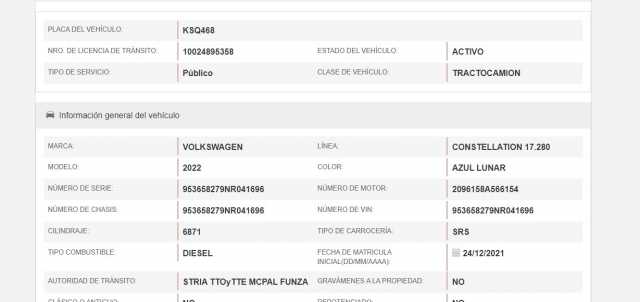 PLACA DEL VEHÍCULO: KSQ468
NRO. DE LICENCIA DE TRÁNSITO: 10024895358 ESTADO DEL VEHÍCULO: ACTIVO
TIPO DE SERVICIO: Público CLASE DE VEHÍCULO: TRACTOCAMION
Información general del vehículo
MARCA: VOLKSWAGEN LÍNEA: CONSTELLATION 17.280
MODELO: 2022 COLOR: AZUL LUNAR
NÚMERO DE SERIE: 953658279NR041696 NÚMERO DE MOTOR: 2096158A566154
NÚMERO DE CHASIS: 953658279NR041696 NÚMERO DE VIN: 953658279NR041696
CILINDRAJE: 6871 TIPO DE CARROCERÍA: SRS
TIPO COMBUSTIBLE: DIESEL FECHA DE MATRICULA INICIAL(DD/MM/AAAA): 24/12/2021
AUTORIDAD DE TRÁNSITO: STRIA TTOyTTE MCPAL FUNZA GRAVÁMENES A LA PROPIEDAD: NO
CLÁSICO O ANTIGUO: NO REPOTENCIADO: NO